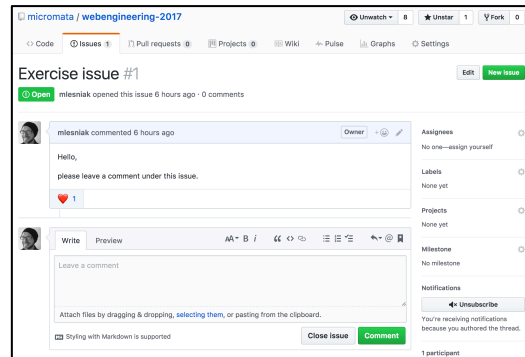 micromata / webengineering-2017
Unwatch 8 Unstar 1 Fork 0
Code Issues 1 Pull requests 0 Projects 0 Wiki Pulse Graphs Settings
Exercise issue #1
Edit New issue
Open mlesniak opened this issue 6 hours ago · 0 comments
mlesniak commented 6 hours ago Owner
Hello,
please leave a comment under this issue.
1
Assignees
No one—assign yourself
Labels
None yet
Projects
None yet
Milestone
No milestone
Notifications
Unsubscribe
You're receiving notifications
because you authored the thread.
1 participant
Write Preview AA B i
Leave a comment
Attach files by dragging & dropping, selecting them, or pasting from the clipboard.
Styling with Markdown is supported
Close issue Comment